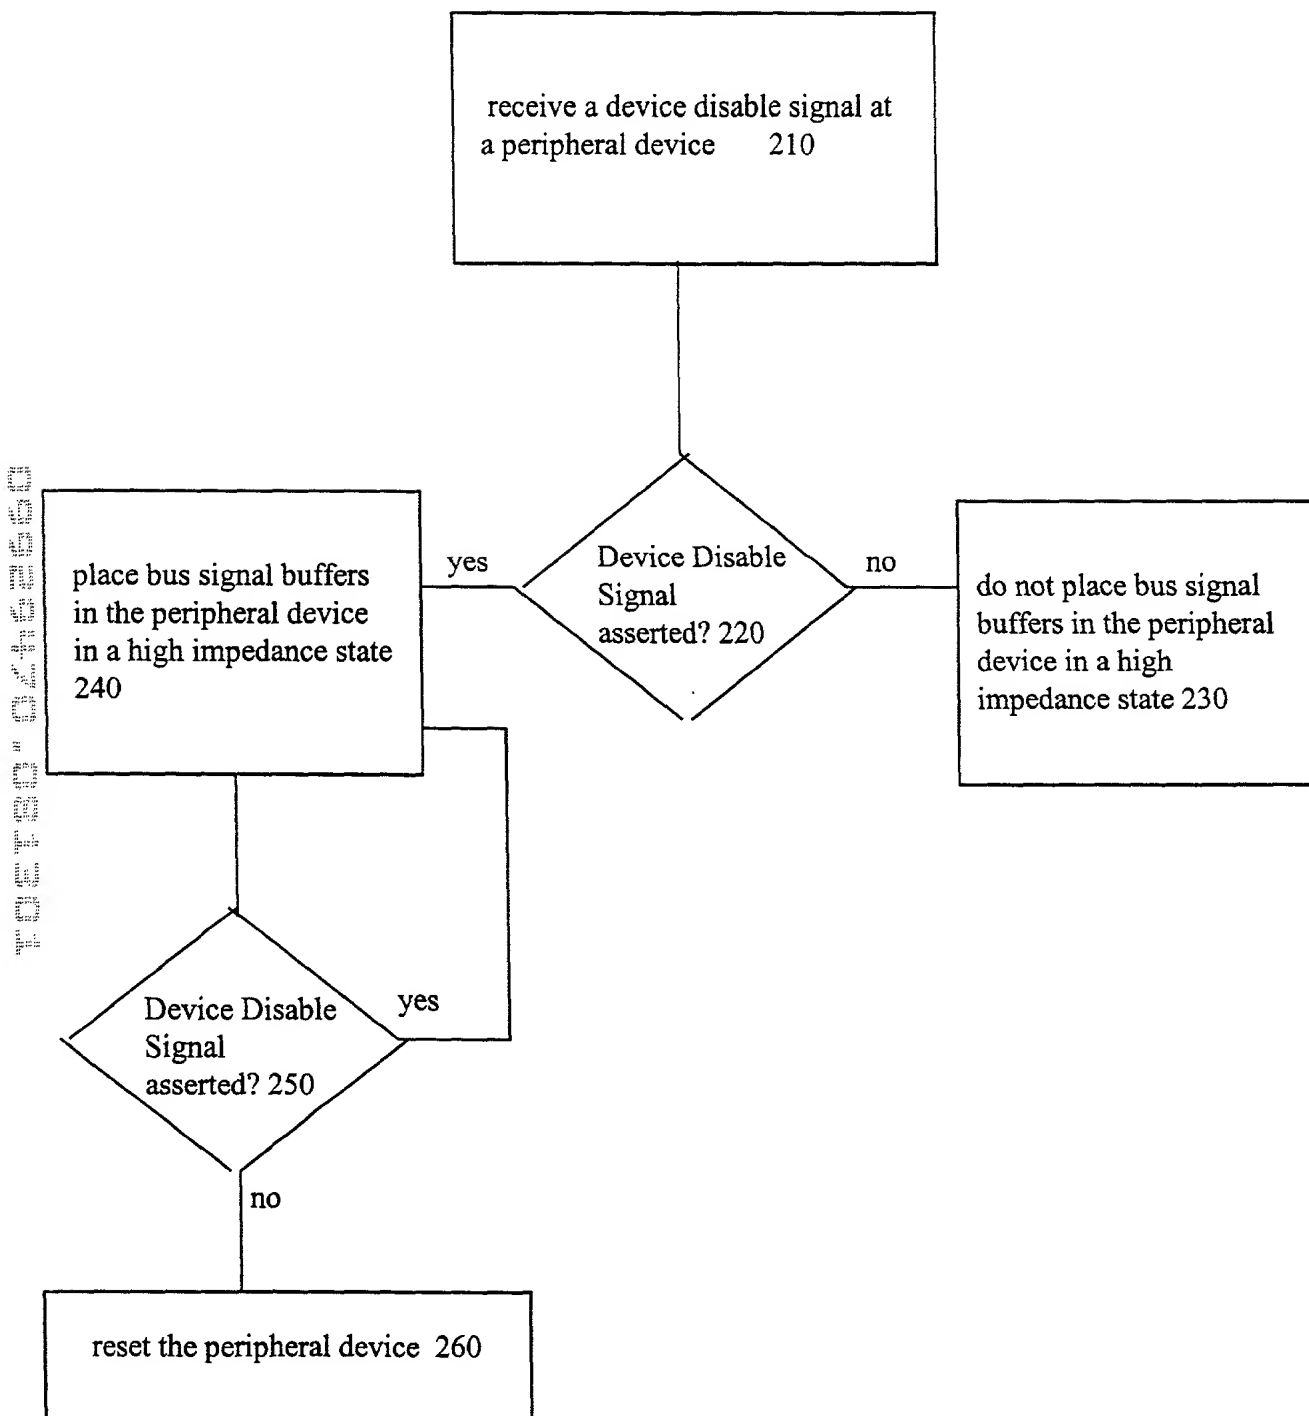 receive a device disable signal at
a peripheral device 210
place bus signal buffers
in the peripheral device
in a high impedance state
240
yes
Device Disable
Signal
asserted? 220
no
do not place bus signal
buffers in the peripheral
device in a high
impedance state 230
Device Disable
Signal
asserted? 250
yes
no
reset the peripheral device 260